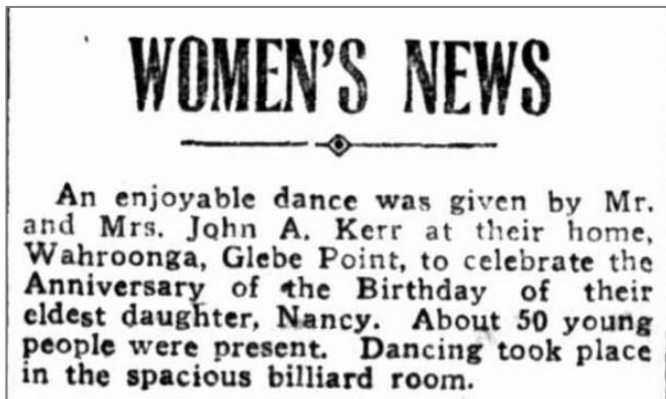 WOMEN'S NEWS
An enjoyable dance was given by Mr.
and Mrs. John A. Kerr at their home,
Wahroonga, Glebe Point, to celebrate the
Anniversary of the Birthday of their
eldest daughter, Nancy. About 50 young
people were present. Dancing took place
in the spacious billiard room.